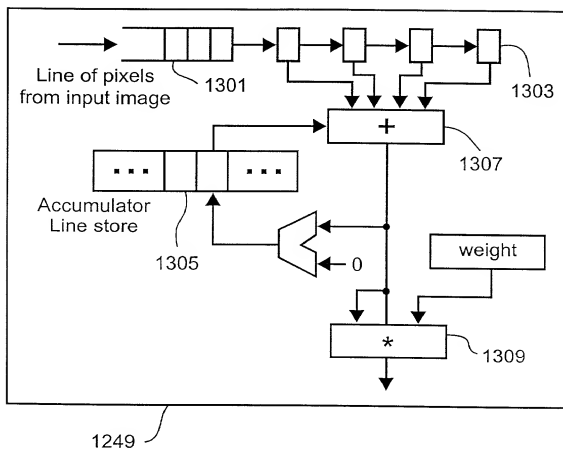 Line of pixels
from input image
1301
1303
+
1307
...
...
Accumulator
Line store
1305
0
weight
*
1309
1249